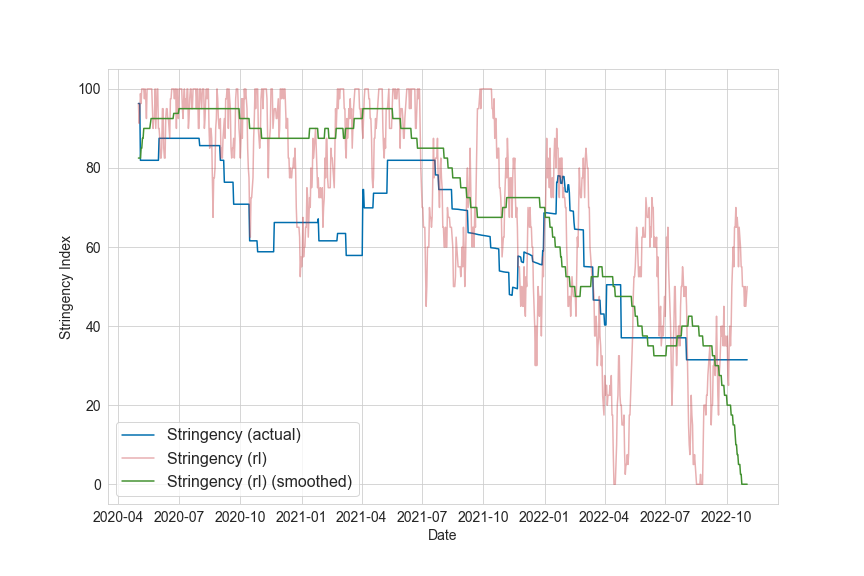 100
80
60
40
20
0
Stringency Index
Stringency (actual)
Stringency (rl)
Stringency (rl) (smoothed)
2020-04 2020-07 2020-10 2021-01 2021-04 2021-07 2021-10 2022-01 2022-04 2022-07 2022-10
Date